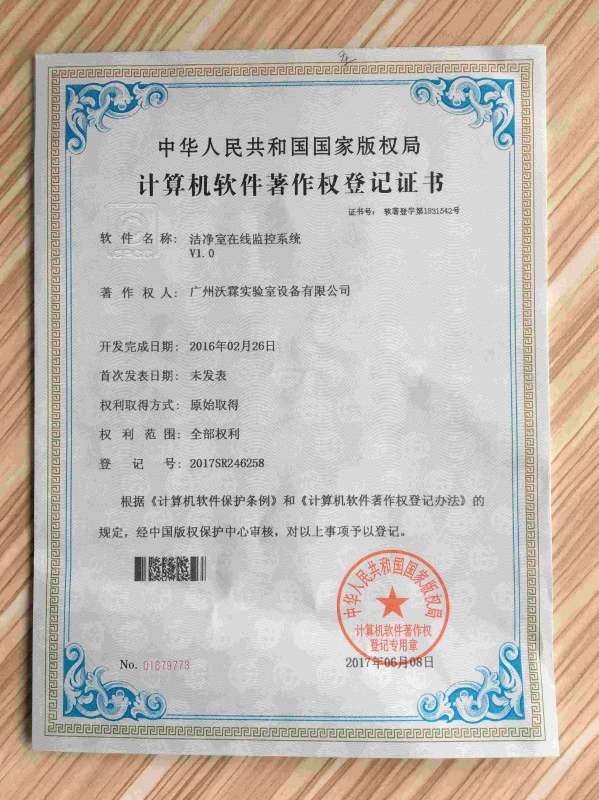 中华人民共和国国家版权局
计算机软件著作权登记证书
证书号： 软著登字第1831542号
软件名称： 洁净室在线监控系统
V1.0
著作权人： 广州沃霖实验室设备有限公司
开发完成日期： 2016年02月26日
首次发表日期： 未发表
权利取得方式： 原始取得
权利范围： 全部权利
登记号： 2017SR246258
根据《计算机软件保护条例》和《计算机软件著作权登记办法》的
规定，经中国版权保护中心审核，对以上事项予以登记。
中华人民共和国国家版权局
计算机软件著作权
登记专用章
No. 01679773
2017年06月08日